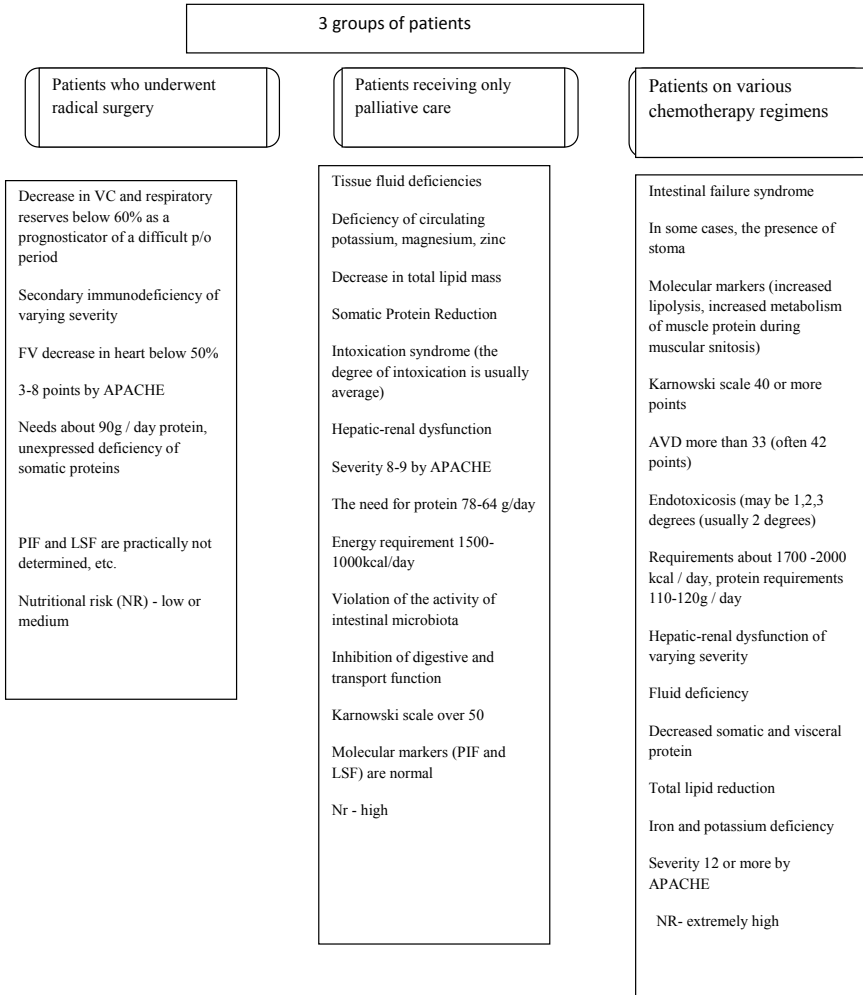 3 groups of patients
Patients who underwent
radical surgery
Patients receiving only
palliative care
Patients on various
chemotherapy regimens
Decrease in VC and respiratory
reserves below 60% as a
prognosticator of a difficult p/o
period
Secondary immunodeficiency of
varying severity
FV decrease in heart below 50%
3-8 points by APACHE
Needs about 90g / day protein,
unexpressed deficiency of
somatic proteins
PIF and LSF are practically not
determined, etc.
Nutritional risk (NR) - low or
medium
Tissue fluid deficiencies
Deficiency of circulating
potassium, magnesium, zinc
Decrease in total lipid mass
Somatic Protein Reduction
Intoxication syndrome (the
degree of intoxication is usually
average)
Hepatic-renal dysfunction
Severity 8-9 by APACHE
The need for protein 78-64 g/day
Energy requirement 1500-
1000kcal/day
Violation of the activity of
intestinal microbiota
Inhibition of digestive and
transport function
Karnowski scale over 50
Molecular markers (PIF and
LSF) are normal
Nr - high
Intestinal failure syndrome
In some cases, the presence of
stoma
Molecular markers (increased
lipolysis, increased metabolism
of muscle protein during
muscular snitosis)
Karnowski scale 40 or more
points
AVD more than 33 (often 42
points)
Endotoxicosis (may be 1,2,3
degrees (usually 2 degrees)
Requirements about 1700 -2000
kcal / day, protein requirements
110-120g / day
Hepatic-renal dysfunction of
varying severity
Fluid deficiency
Decreased somatic and visceral
protein
Total lipid reduction
Iron and potassium deficiency
Severity 12 or more by
APACHE
NR- extremely high